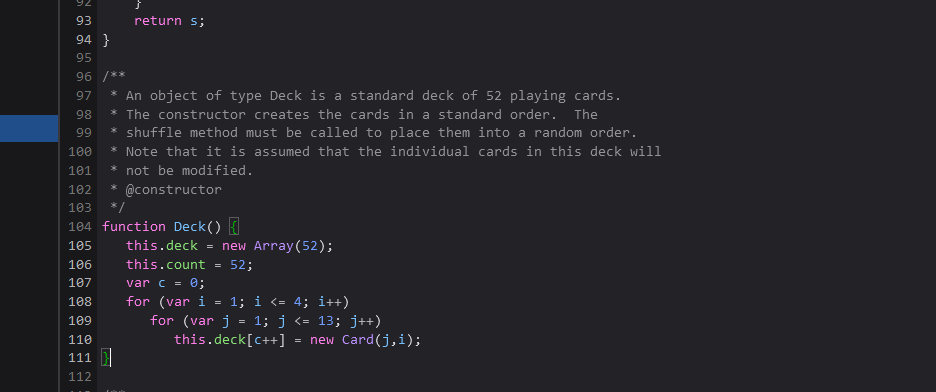 92     }
93     return s;
94 }
95
96 /**
97  * An object of type Deck is a standard deck of 52 playing cards.
98  * The constructor creates the cards in a standard order.  The
99  * shuffle method must be called to place them into a random order.
100  * Note that it is assumed that the individual cards in this deck will
101  * not be modified.
102  * @constructor
103  */
104 function Deck() {
105    this.deck = new Array(52);
106    this.count = 52;
107    var c = 0;
108    for (var i = 1; i <= 4; i++)
109       for (var j = 1; j <= 13; j++)
110          this.deck[c++] = new Card(j,i);
111 }
112
/**